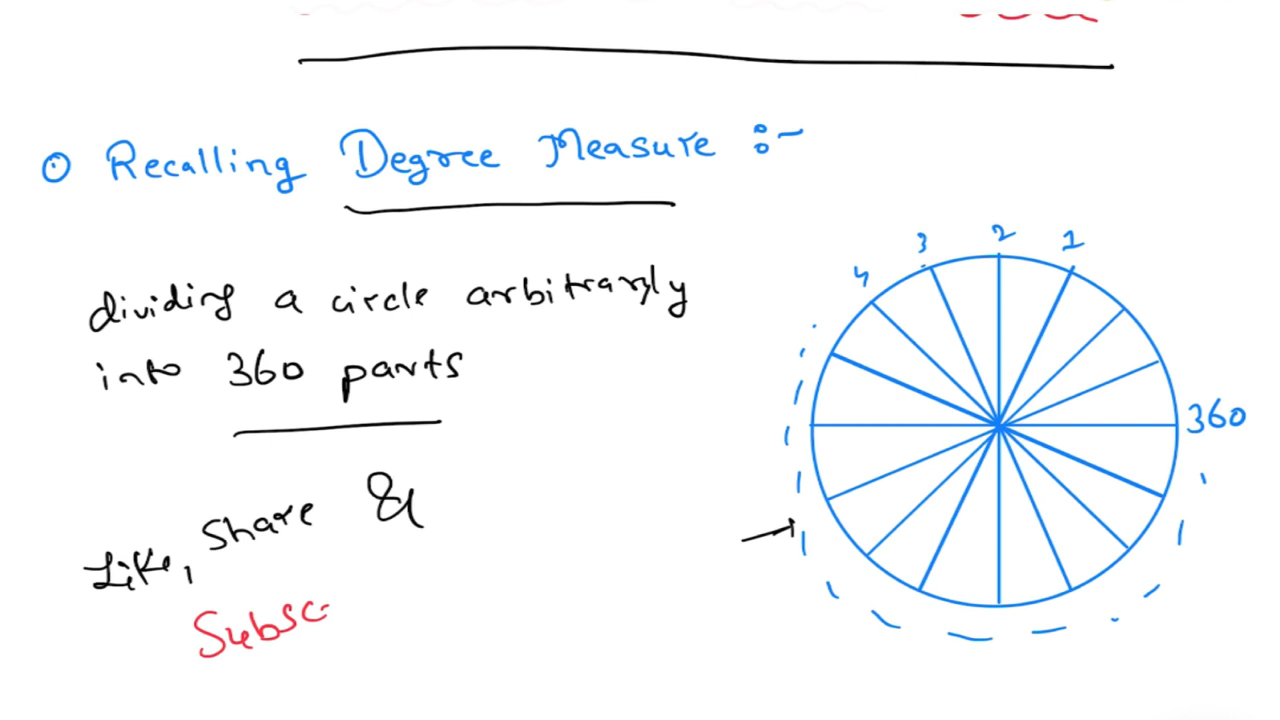 ⊙ Recalling Degree Measure :-
dividing a circle arbitrarily
into 360 parts
Like, Share &
Subsc
4 3 2 1
360